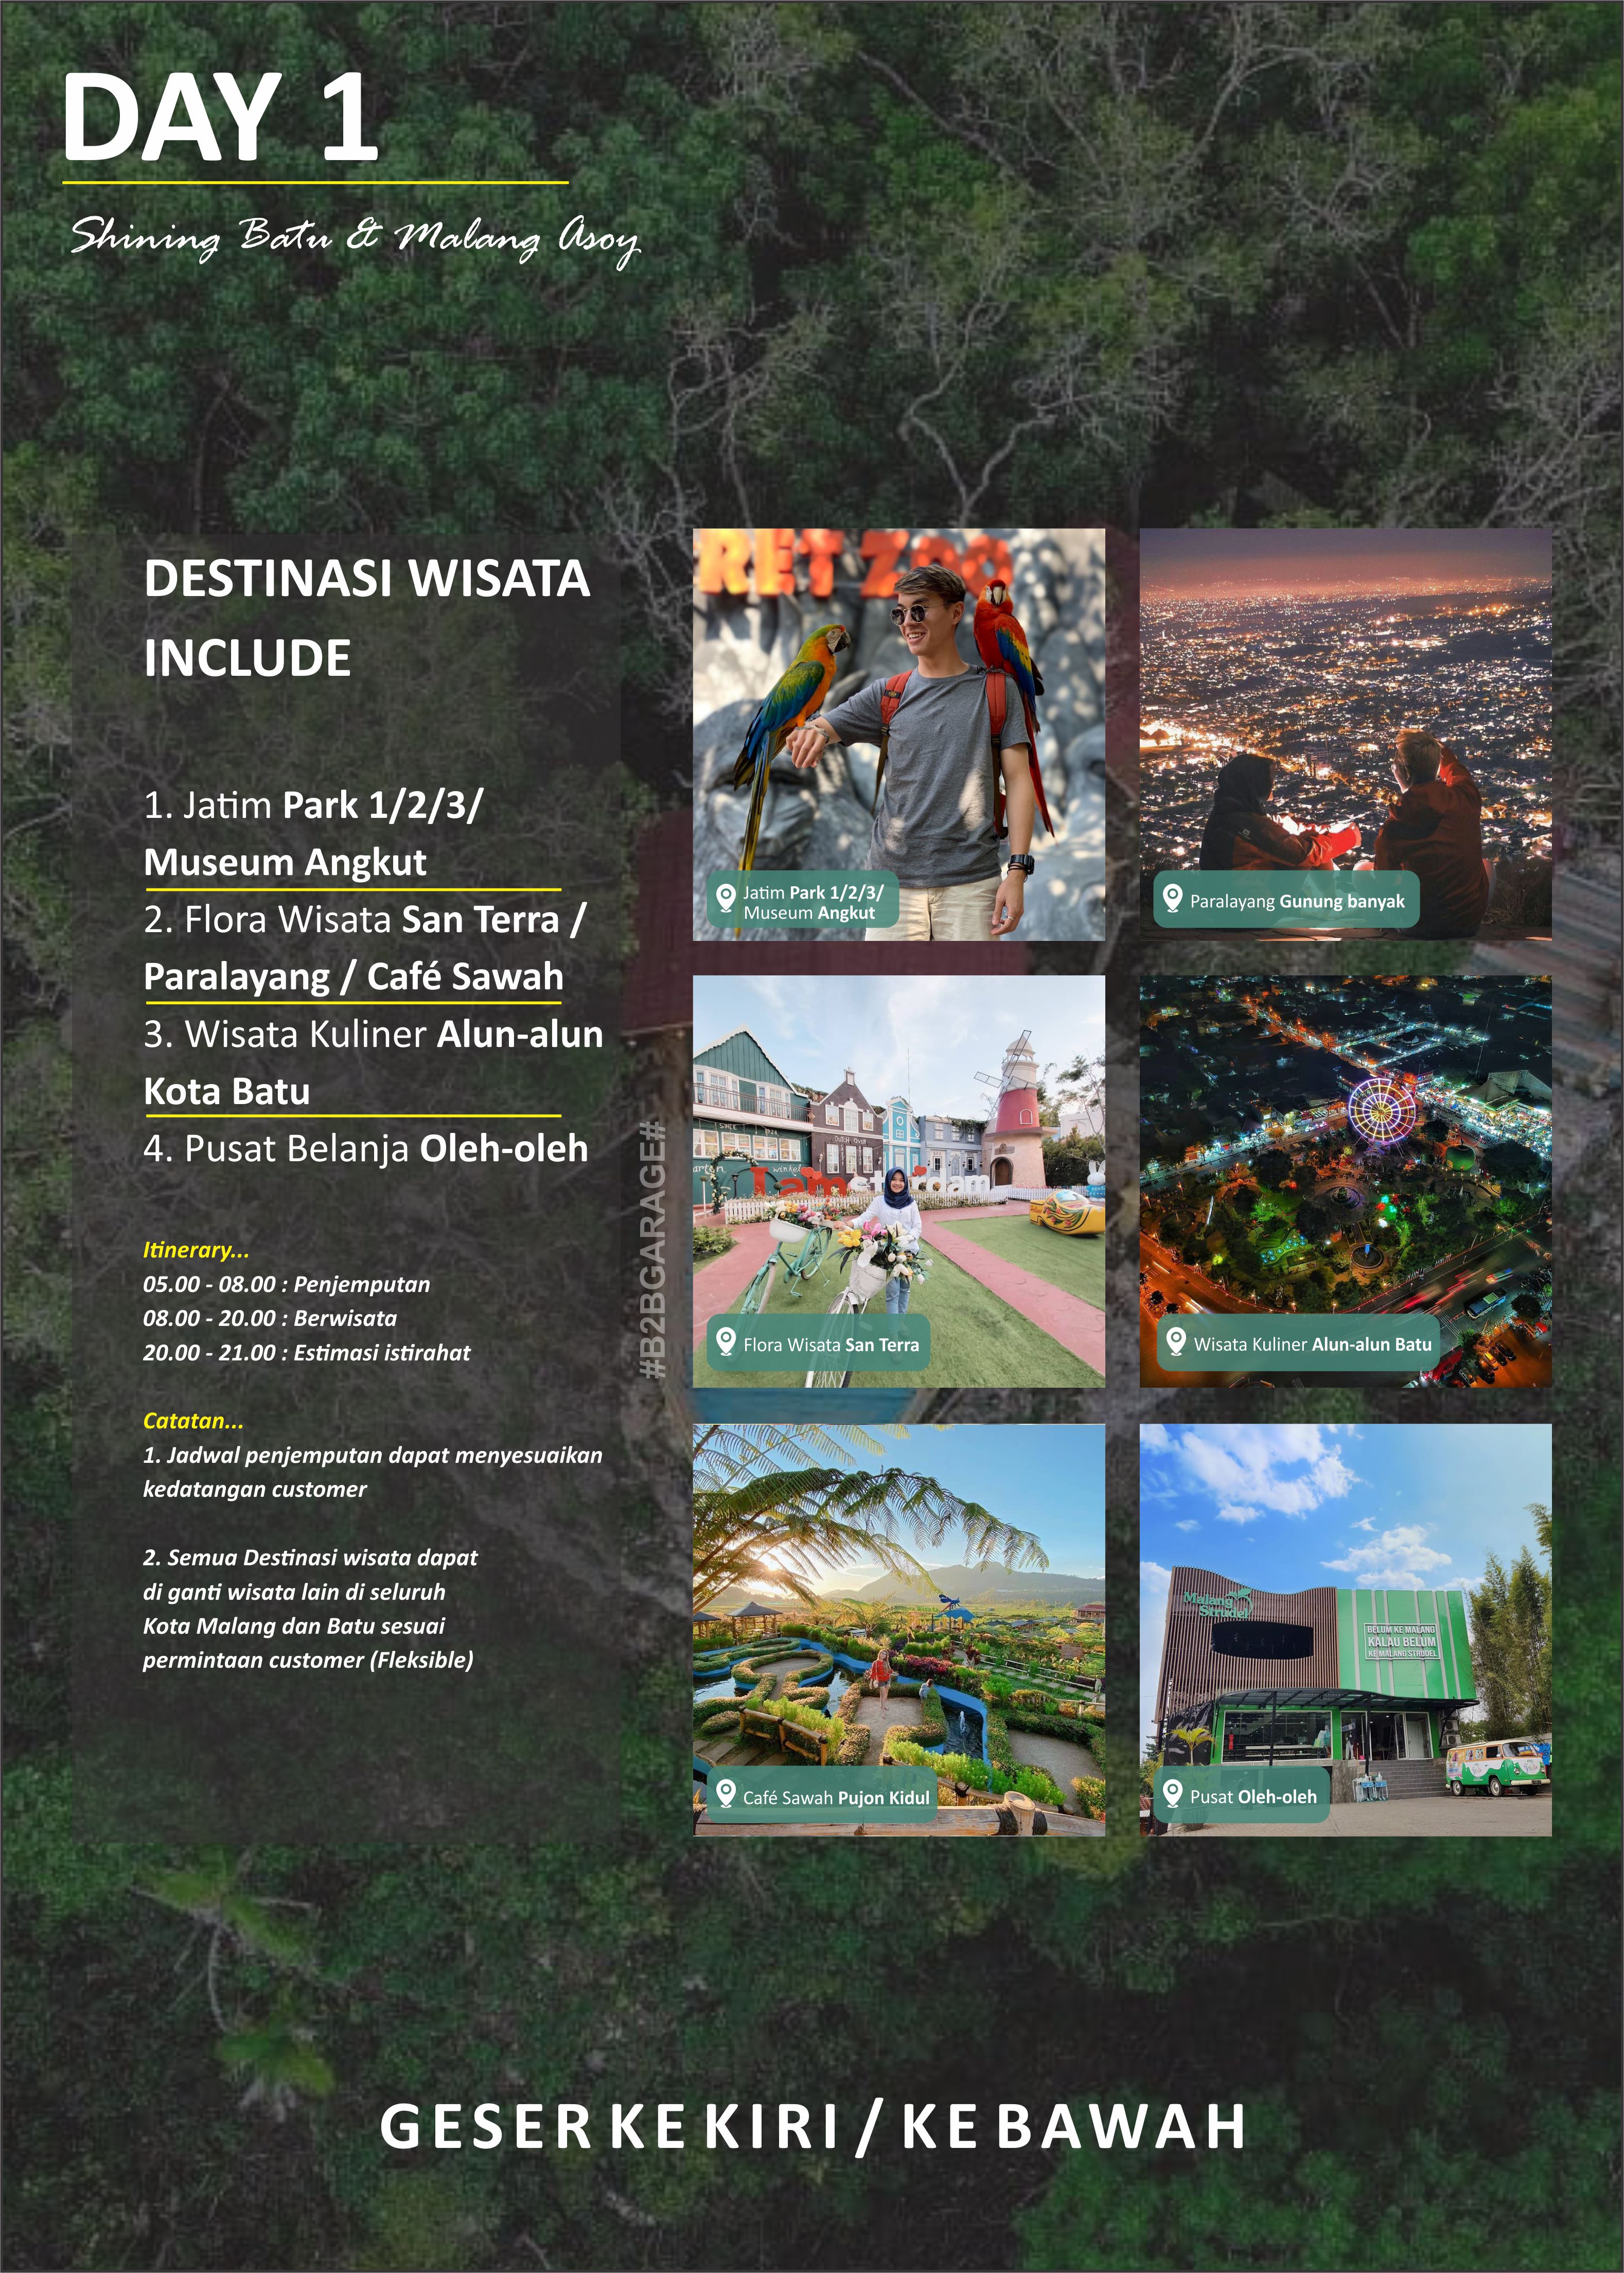 DAY 1
Shining Batu & Malang Asoy
DESTINASI WISATA
INCLUDE
1. Jatim Park 1/2/3/
Museum Angkut
2. Flora Wisata San Terra /
Paralayang / Café Sawah
3. Wisata Kuliner Alun-alun
Kota Batu
4. Pusat Belanja Oleh-oleh
Itinerary...
05.00 - 08.00 : Penjemputan
08.00 - 20.00 : Berwisata
20.00 - 21.00 : Estimasi istirahat
Catatan...
1. Jadwal penjemputan dapat menyesuaikan
kedatangan customer
2. Semua Destinasi wisata dapat
di ganti wisata lain di seluruh
Kota Malang dan Batu sesuai
permintaan customer (Fleksible)
#B2BGARAGE#
RET ZOO
Jatim Park 1/2/3/
Museum Angkut
Paralayang Gunung banyak
SINCE
DUTCH OVEN
winkel
I amsterdam
Flora Wisata San Terra
Wisata Kuliner Alun-alun Batu
Café Sawah Pujon Kidul
Malang
Strudel
BELUM KE MALANG
KALAU BELUM
KE MALANG STRUDEL
Pusat Oleh-oleh
GESER KE KIRI / KE BAWAH